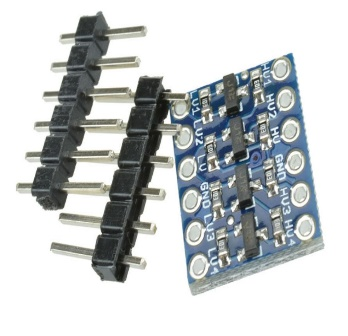 LV1 HV1
LV2 HV2
LV HV
GND GND
LV3 HV3
LV4 HV4